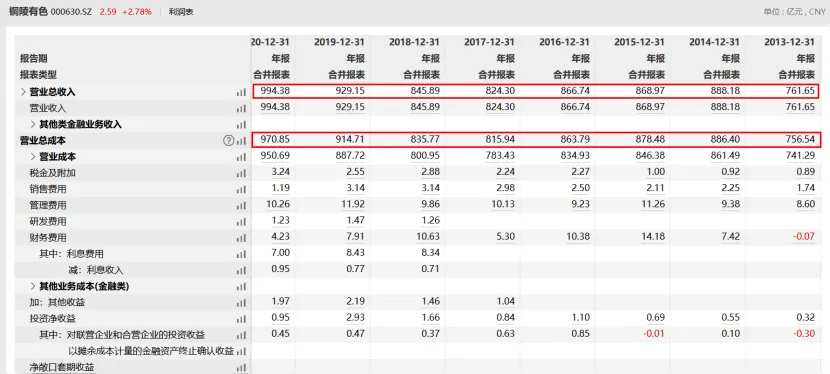 铜陵有色 000630.SZ 2.59 +2.78% 利润表 单位: 亿元, CNY
20-12-31 2019-12-31 2018-12-31 2017-12-31 2016-12-31 2015-12-31 2014-12-31 2013-12-31
报告期 年报 年报 年报 年报 年报 年报 年报 年报
报表类型 合并报表 合并报表 合并报表 合并报表 合并报表 合并报表 合并报表 合并报表
> 营业总收入 994.38 929.15 845.89 824.30 866.74 868.97 888.18 761.65
营业收入 994.38 929.15 845.89 824.30 866.74 868.97 888.18 761.65
> 其他类金融业务收入
营业总成本 ? 970.85 914.71 835.77 815.94 863.79 878.48 886.40 756.54
> 营业成本 950.69 887.72 800.95 783.43 834.93 846.38 861.49 741.29
税金及附加 3.24 2.55 2.88 2.24 2.27 1.00 0.92 0.89
销售费用 1.19 3.14 3.14 2.98 2.50 2.11 2.25 1.74
管理费用 10.26 11.92 9.86 10.13 9.23 11.26 9.38 8.60
研发费用 1.23 1.47 1.26
财务费用 4.23 7.91 10.63 5.30 10.38 14.18 7.42 -0.07
其中: 利息费用 7.00 8.43 8.34
减: 利息收入 0.95 0.77 0.71
> 其他业务成本(金融类)
加: 其他收益 1.97 2.19 1.46 1.04
投资净收益 0.95 2.93 1.66 0.84 1.10 0.69 0.55 0.32
其中: 对联营企业和合营企业的投资收益 0.45 0.47 0.37 0.63 0.85 -0.01 0.10 -0.30
以摊余成本计量的金融资产终止确认收益
净敞口套期收益